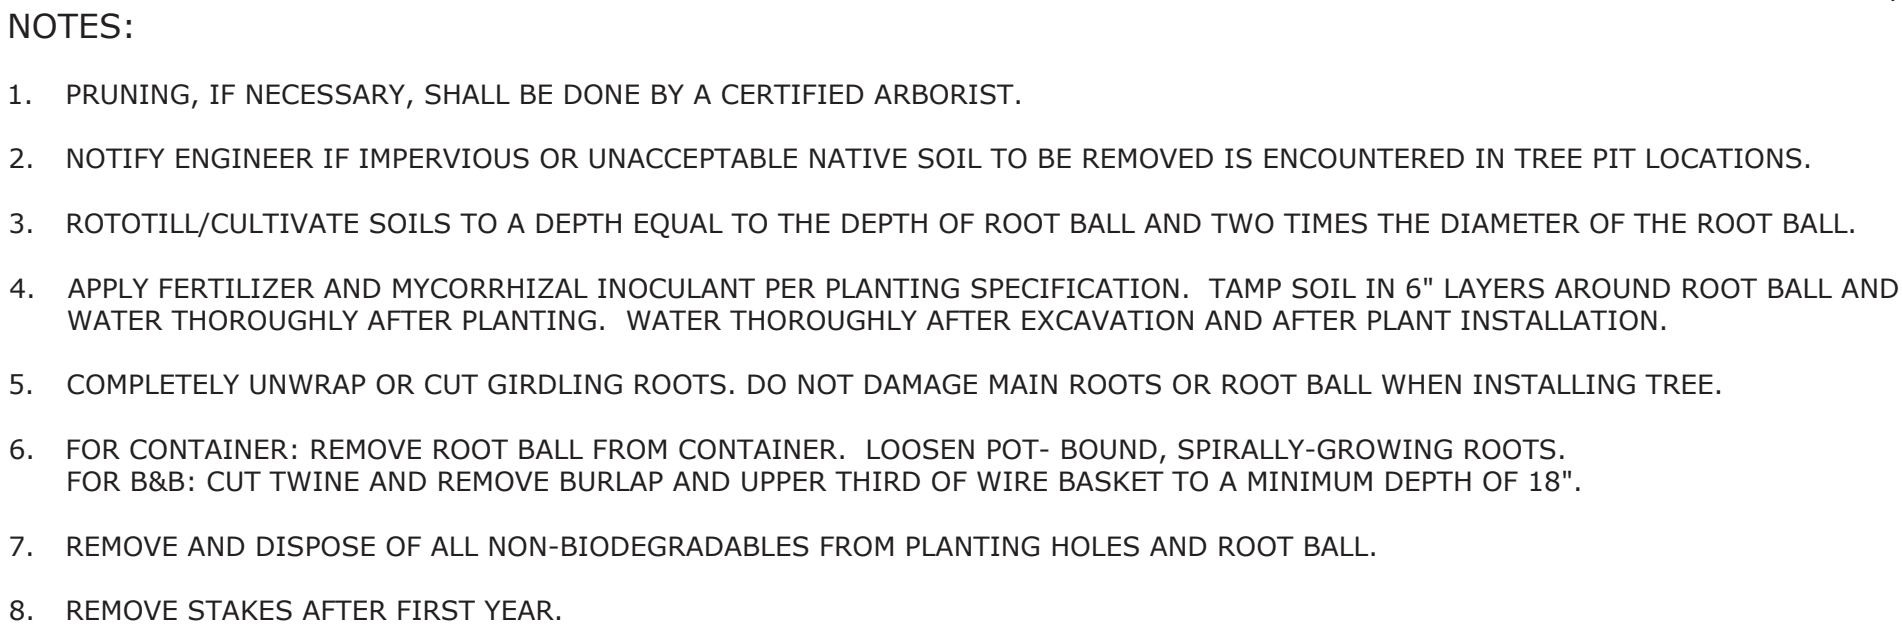 NOTES:
1. PRUNING, IF NECESSARY, SHALL BE DONE BY A CERTIFIED ARBORIST.
2. NOTIFY ENGINEER IF IMPERVIOUS OR UNACCEPTABLE NATIVE SOIL TO BE REMOVED IS ENCOUNTERED IN TREE PIT LOCATIONS.
3. ROTOTILL/CULTIVATE SOILS TO A DEPTH EQUAL TO THE DEPTH OF ROOT BALL AND TWO TIMES THE DIAMETER OF THE ROOT BALL.
4. APPLY FERTILIZER AND MYCORRHIZAL INOCULANT PER PLANTING SPECIFICATION. TAMP SOIL IN 6" LAYERS AROUND ROOT BALL AND
WATER THOROUGHLY AFTER PLANTING. WATER THOROUGHLY AFTER EXCAVATION AND AFTER PLANT INSTALLATION.
5. COMPLETELY UNWRAP OR CUT GIRDLING ROOTS. DO NOT DAMAGE MAIN ROOTS OR ROOT BALL WHEN INSTALLING TREE.
6. FOR CONTAINER: REMOVE ROOT BALL FROM CONTAINER. LOOSEN POT- BOUND, SPIRALLY-GROWING ROOTS.
FOR B&B: CUT TWINE AND REMOVE BURLAP AND UPPER THIRD OF WIRE BASKET TO A MINIMUM DEPTH OF 18".
7. REMOVE AND DISPOSE OF ALL NON-BIODEGRADABLES FROM PLANTING HOLES AND ROOT BALL.
8. REMOVE STAKES AFTER FIRST YEAR.